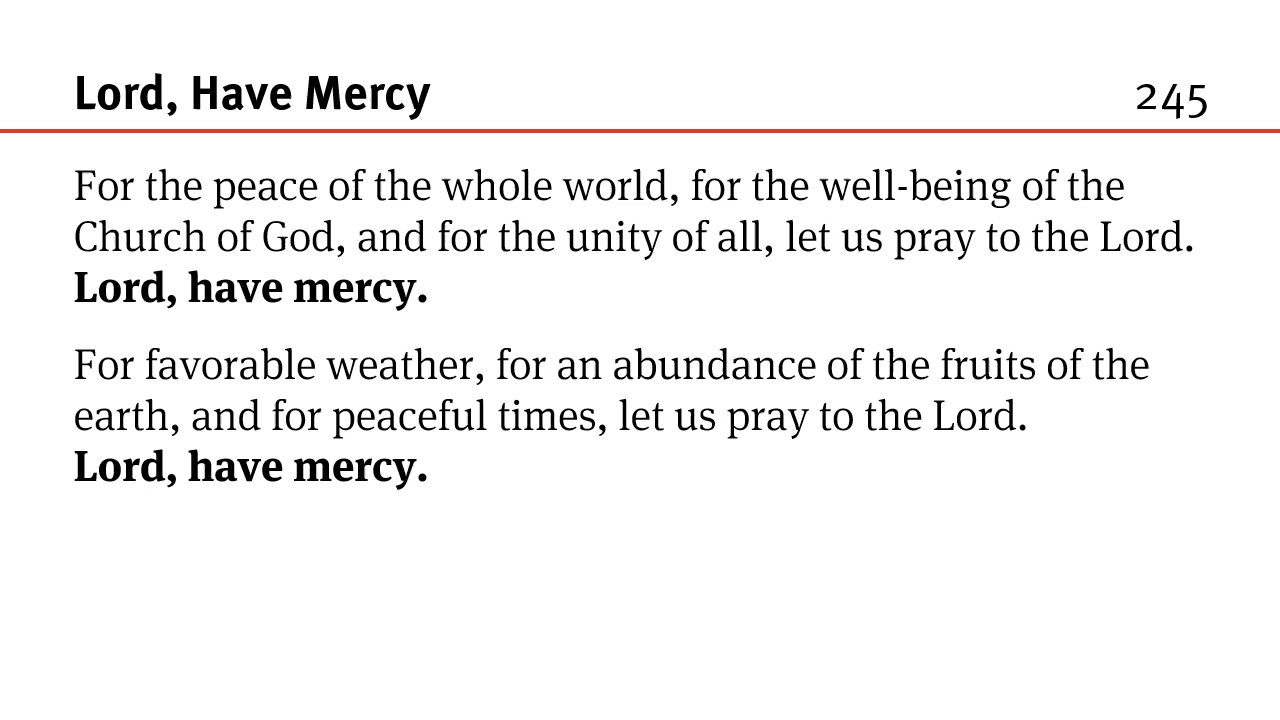 Lord, Have Mercy 245
For the peace of the whole world, for the well-being of the
Church of God, and for the unity of all, let us pray to the Lord.
Lord, have mercy.
For favorable weather, for an abundance of the fruits of the
earth, and for peaceful times, let us pray to the Lord.
Lord, have mercy.